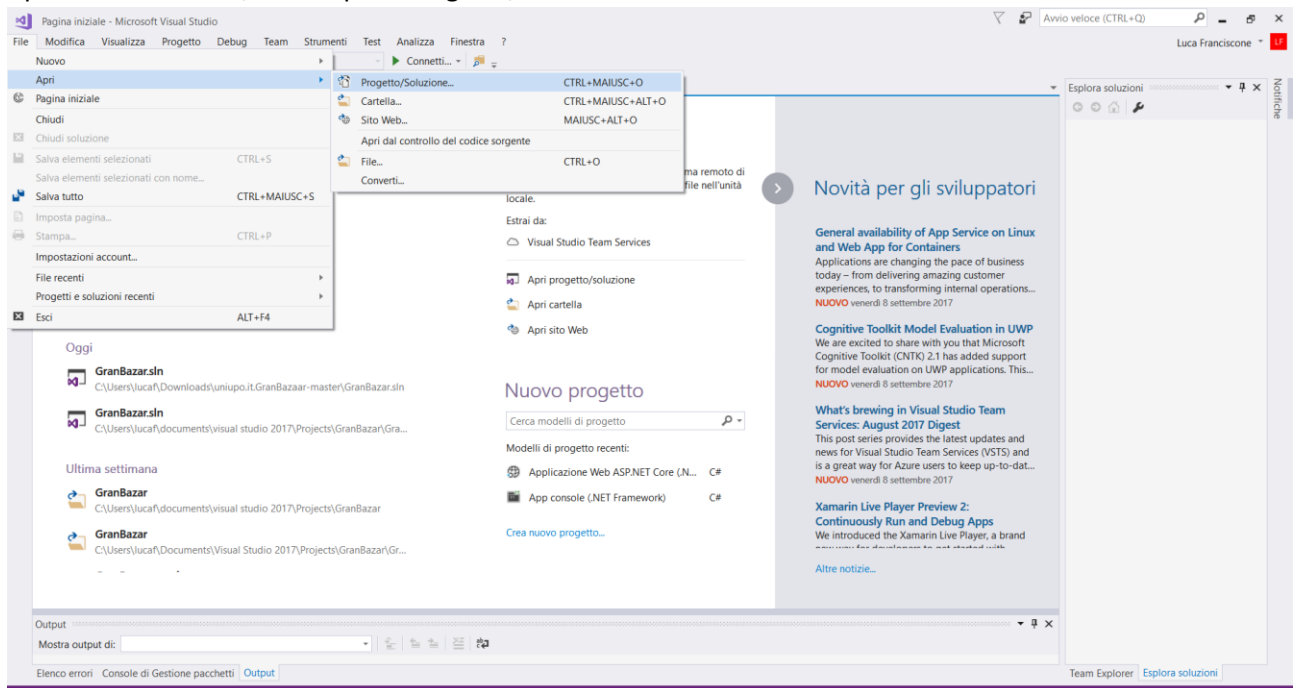 Pagina iniziale - Microsoft Visual Studio
Avvio veloce (CTRL+Q)
File Modifica Visualizza Progetto Debug Team Strumenti Test Analizza Finestra ?
Luca Franciscone LF
Connetti...
Nuovo
Apri
Pagina iniziale
Chiudi
Chiudi soluzione
Salva elementi selezionati CTRL+S
Salva elementi selezionati con nome...
Salva tutto CTRL+MAIUSC+S
Imposta pagina...
Stampa... CTRL+P
Impostazioni account...
File recenti
Progetti e soluzioni recenti
Esci ALT+F4
Progetto/Soluzione... CTRL+MAIUSC+O
Cartella... CTRL+MAIUSC+ALT+O
Sito Web... MAIUSC+ALT+O
Apri dal controllo del codice sorgente
File... CTRL+O
Converti...
Oggi
GranBazar.sln
C:\Users\lucaf\Downloads\uniupo.it.GranBazaar-master\GranBazar.sln
GranBazar.sln
C:\Users\lucaf\documents\visual studio 2017\Projects\GranBazar\Gra...
Ultima settimana
GranBazar
C:\Users\lucaf\documents\visual studio 2017\Projects\GranBazar
GranBazar
C:\Users\lucaf\Documents\Visual Studio 2017\Projects\GranBazar\Gr...
ma remoto di
file nell'unità
locale.
Estrai da:
Visual Studio Team Services
Apri progetto/soluzione
Apri cartella
Apri sito Web
Nuovo progetto
Cerca modelli di progetto
Modelli di progetto recenti:
Applicazione Web ASP.NET Core (.N... C#
App console (.NET Framework) C#
Crea nuovo progetto...
Novità per gli sviluppatori
General availability of App Service on Linux
and Web App for Containers
Applications are changing the pace of business
today – from delivering amazing customer
experiences, to transforming internal operations...
NUOVO venerdì 8 settembre 2017
Cognitive Toolkit Model Evaluation in UWP
We are excited to share with you that Microsoft
Cognitive Toolkit (CNTK) 2.1 has added support
for model evaluation on UWP applications. This...
NUOVO venerdì 8 settembre 2017
What's brewing in Visual Studio Team
Services: August 2017 Digest
This post series provides the latest updates and
news for Visual Studio Team Services (VSTS) and
is a great way for Azure users to keep up-to-dat...
NUOVO venerdì 8 settembre 2017
Xamarin Live Player Preview 2:
Continuously Run and Debug Apps
We introduced the Xamarin Live Player, a brand
Altre notizie...
Esplora soluzioni
Notifiche
Output
Mostra output di:
Elenco errori Console di Gestione pacchetti Output
Team Explorer Esplora soluzioni